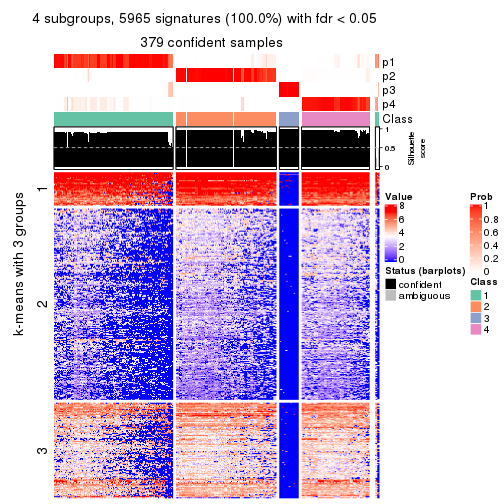 4 subgroups, 5965 signatures (100.0%) with fdr < 0.05
379 confident samples
p1
p2
p3
p4
Class
1
0.5
0
Silhouette
score
k-means with 3 groups
1
2
3
Value
8
6
4
2
0
Status (barplots)
confident
ambiguous
Prob
1
0.8
0.6
0.4
0.2
0
Class
1
2
3
4